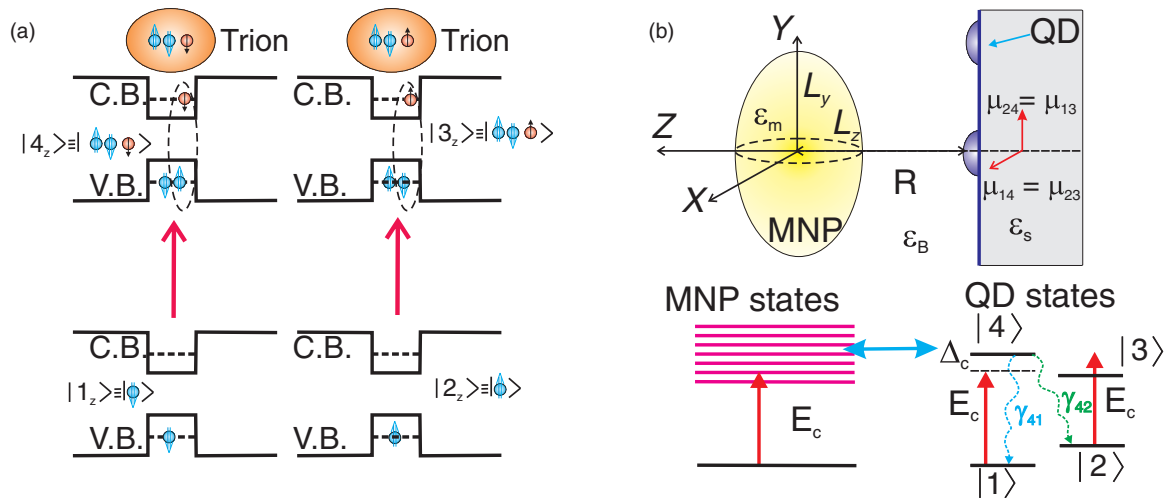 (a)
Trion
Trion
C.B.
C.B.
|4z>≡| >
|3z>≡| >
V.B.
V.B.
C.B.
C.B.
|1z>≡| >
|2z>≡| >
V.B.
V.B.
(b)
Y
QD
Ly
εm
Lz
μ24 = μ13
Z
R
X
μ14 = μ23
MNP
εB
εs
MNP states
QD states
|4>
|3>
Δc
Ec
Ec
γ41
γ42
Ec
|1>
|2>